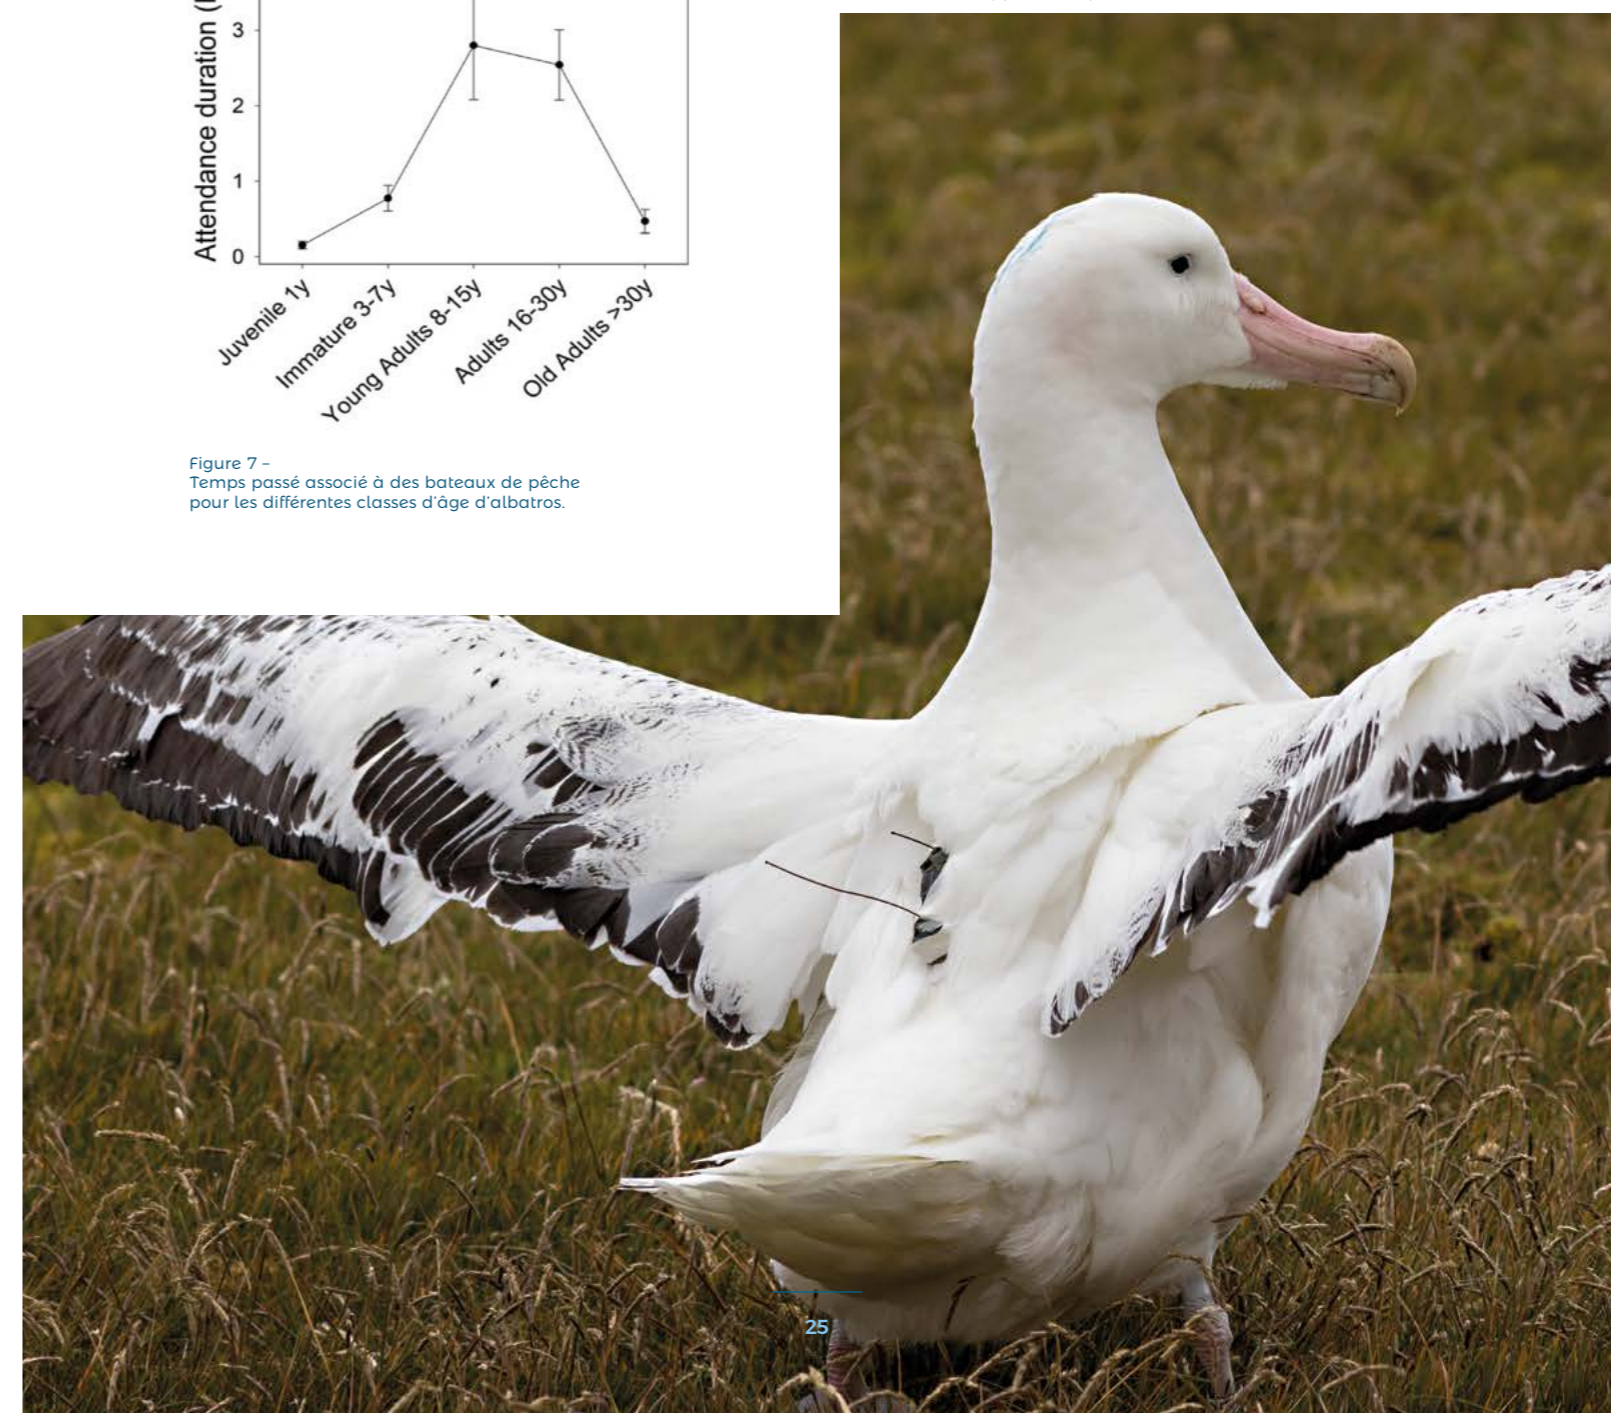 Attendance duration (
3
2
1
0
Juvenile 1y
Immature 3-7y
Young Adults 8-15y
Adults 16-30y
Old Adults >30y
Figure 7 –
Temps passé associé à des bateaux de pêche
pour les différentes classes d'âge d'albatros.
25